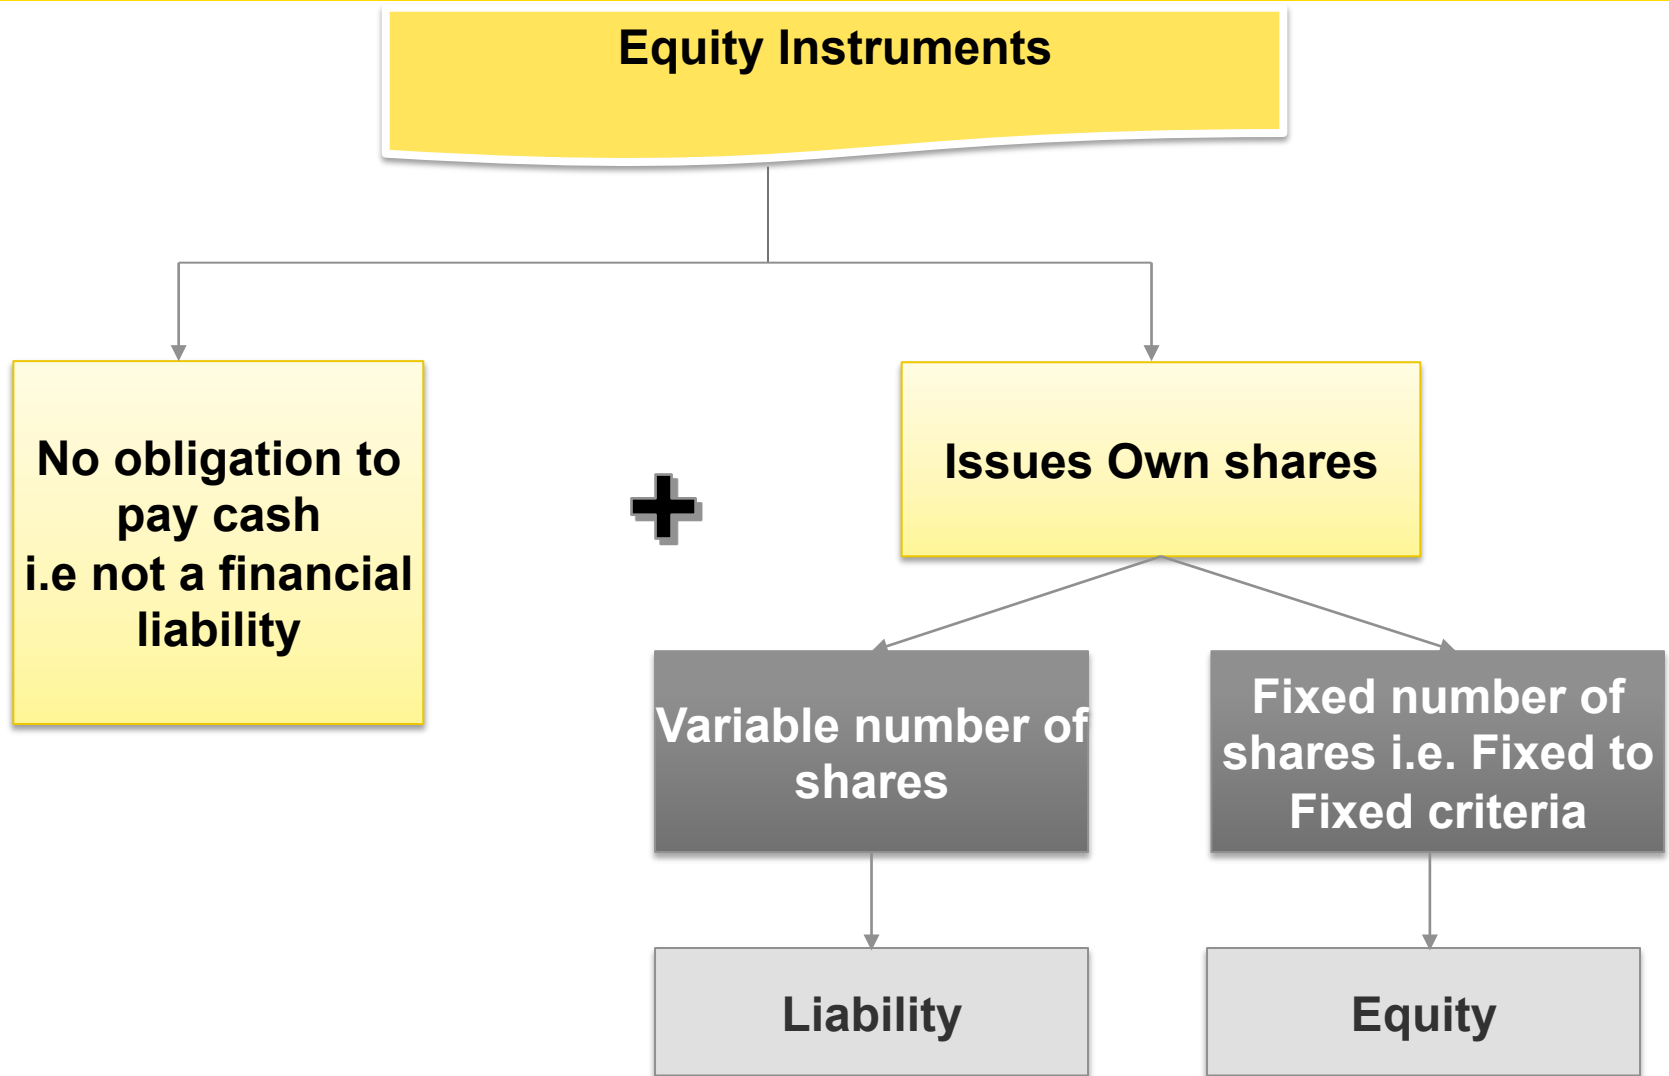 Equity Instruments
No obligation to
pay cash
i.e not a financial
liability
Issues Own shares
Variable number of
shares
Fixed number of
shares i.e. Fixed to
Fixed criteria
Liability
Equity